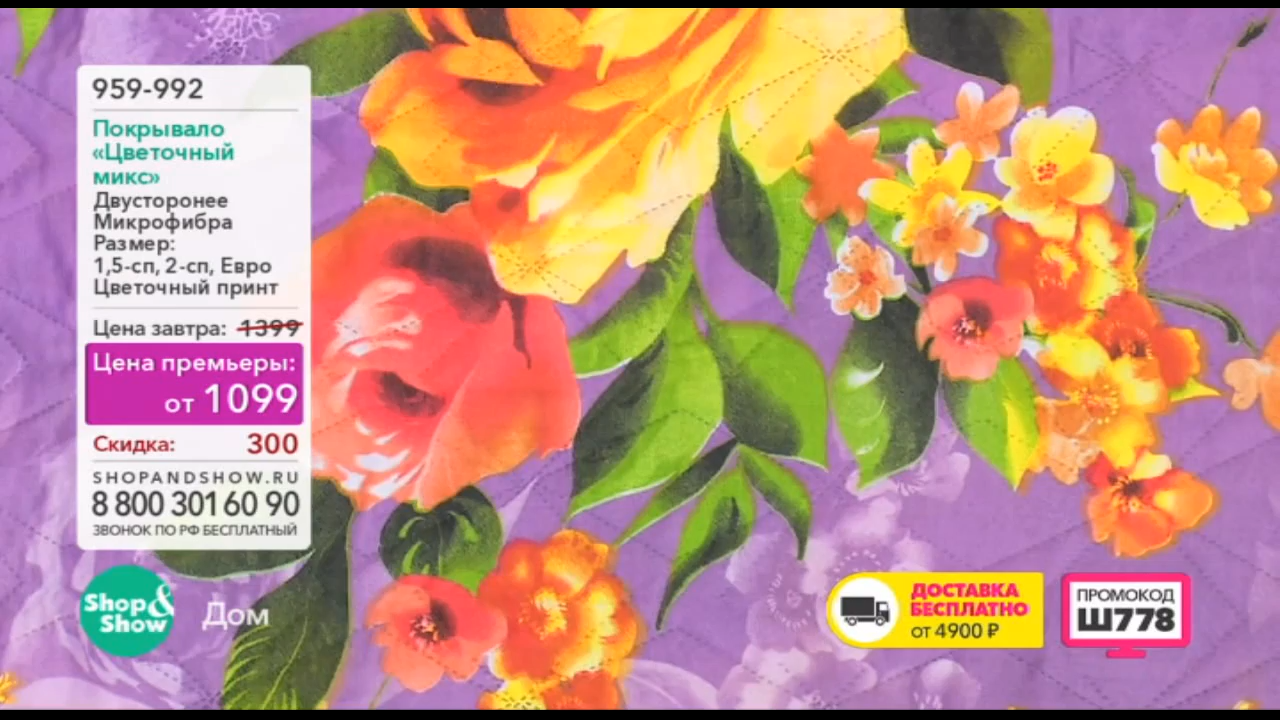 959-992
Покрывало
«Цветочный
микс»
Двусторонее
Микрофибра
Размер:
1,5-сп, 2-сп, Евро
Цветочный принт
Цена завтра: 1399
Цена премьеры:
от 1099
Скидка: 300
SHOPANDSHOW.RU
8 800 301 60 90
ЗВОНОК ПО РФ БЕСПЛАТНЫЙ
Shop&
Show
Дом
ДОСТАВКА
БЕСПЛАТНО
от 4900 ₽
ПРОМОКОД
Ш778